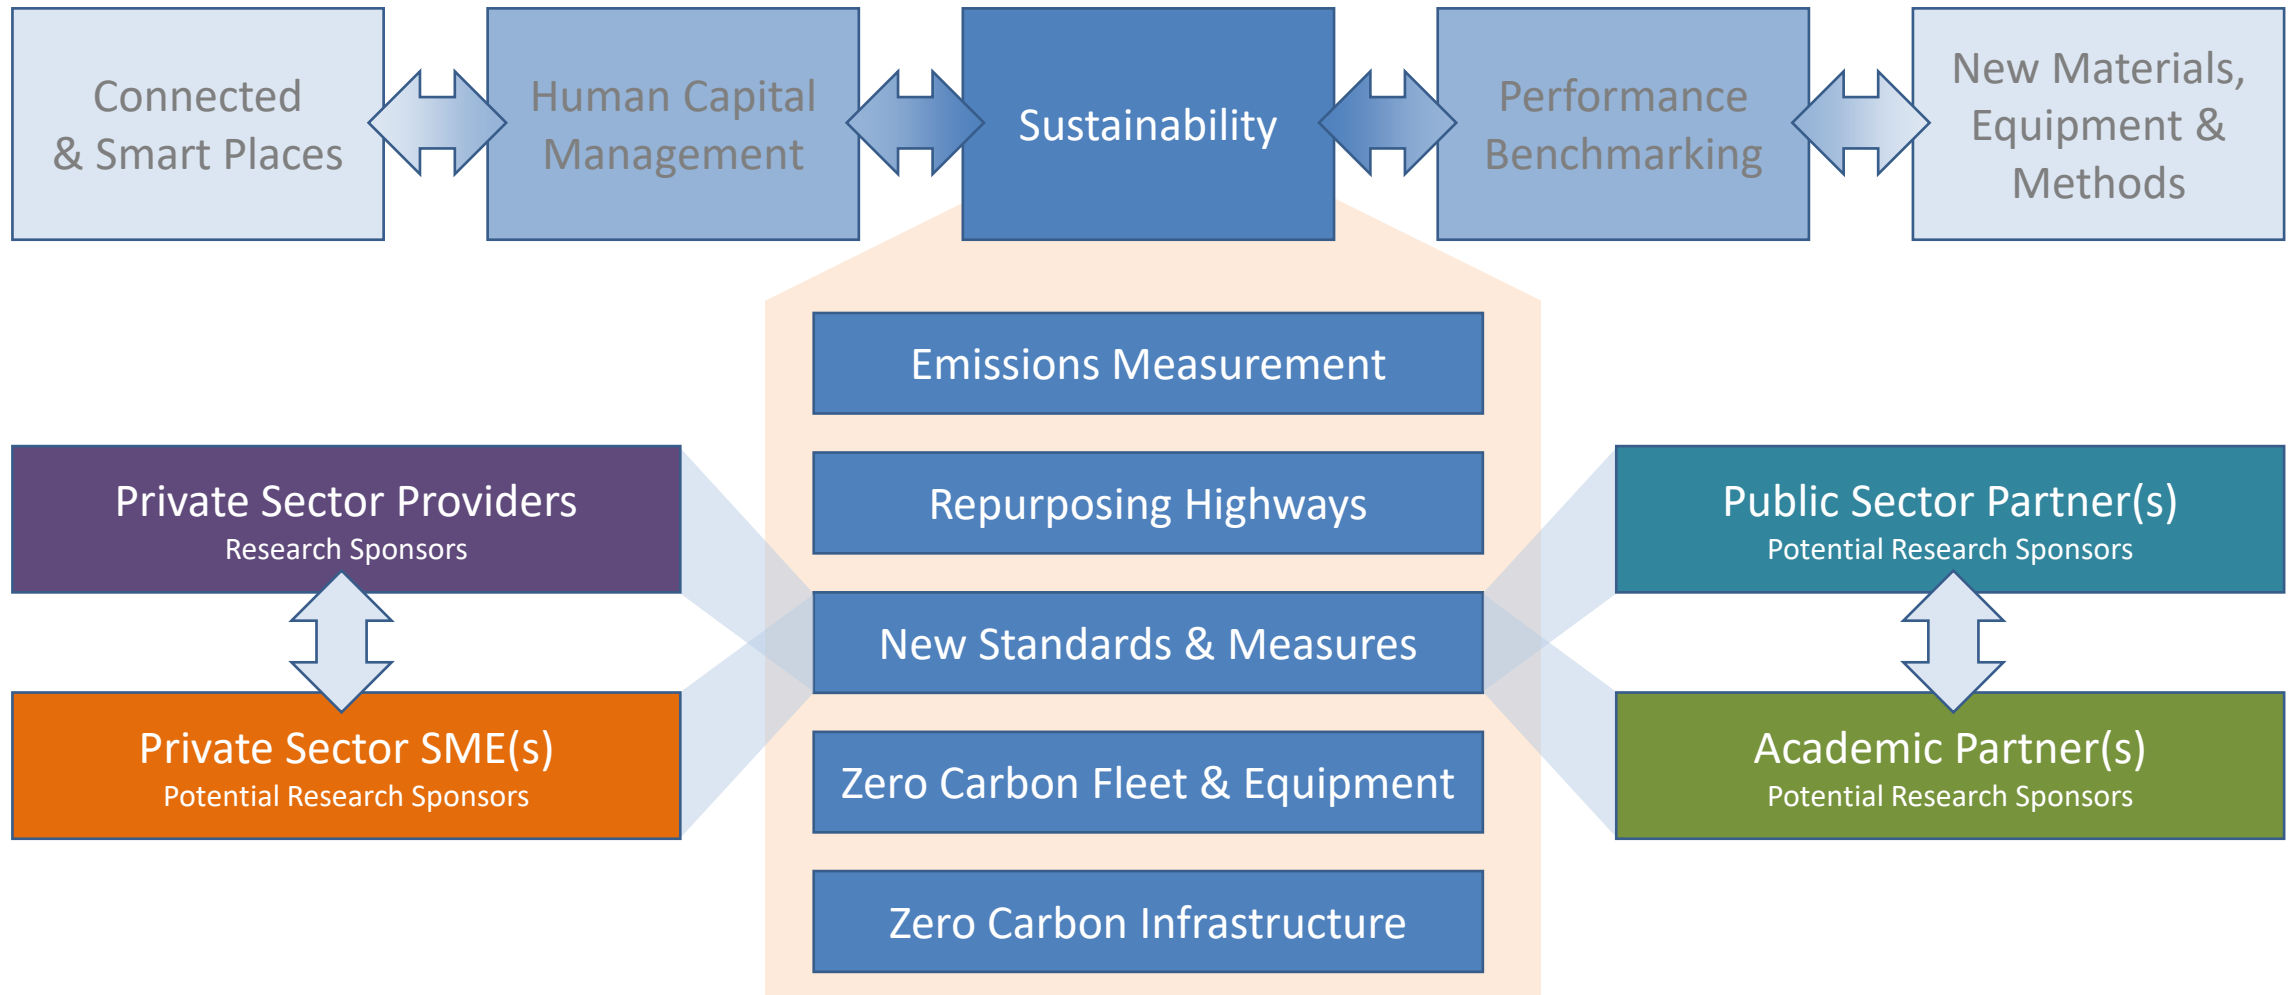 Connected
& Smart Places
Human Capital
Management
Sustainability
Performance
Benchmarking
New Materials,
Equipment &
Methods
Emissions Measurement
Repurposing Highways
New Standards & Measures
Zero Carbon Fleet & Equipment
Zero Carbon Infrastructure
Private Sector Providers
Research Sponsors
Private Sector SME(s)
Potential Research Sponsors
Public Sector Partner(s)
Potential Research Sponsors
Academic Partner(s)
Potential Research Sponsors